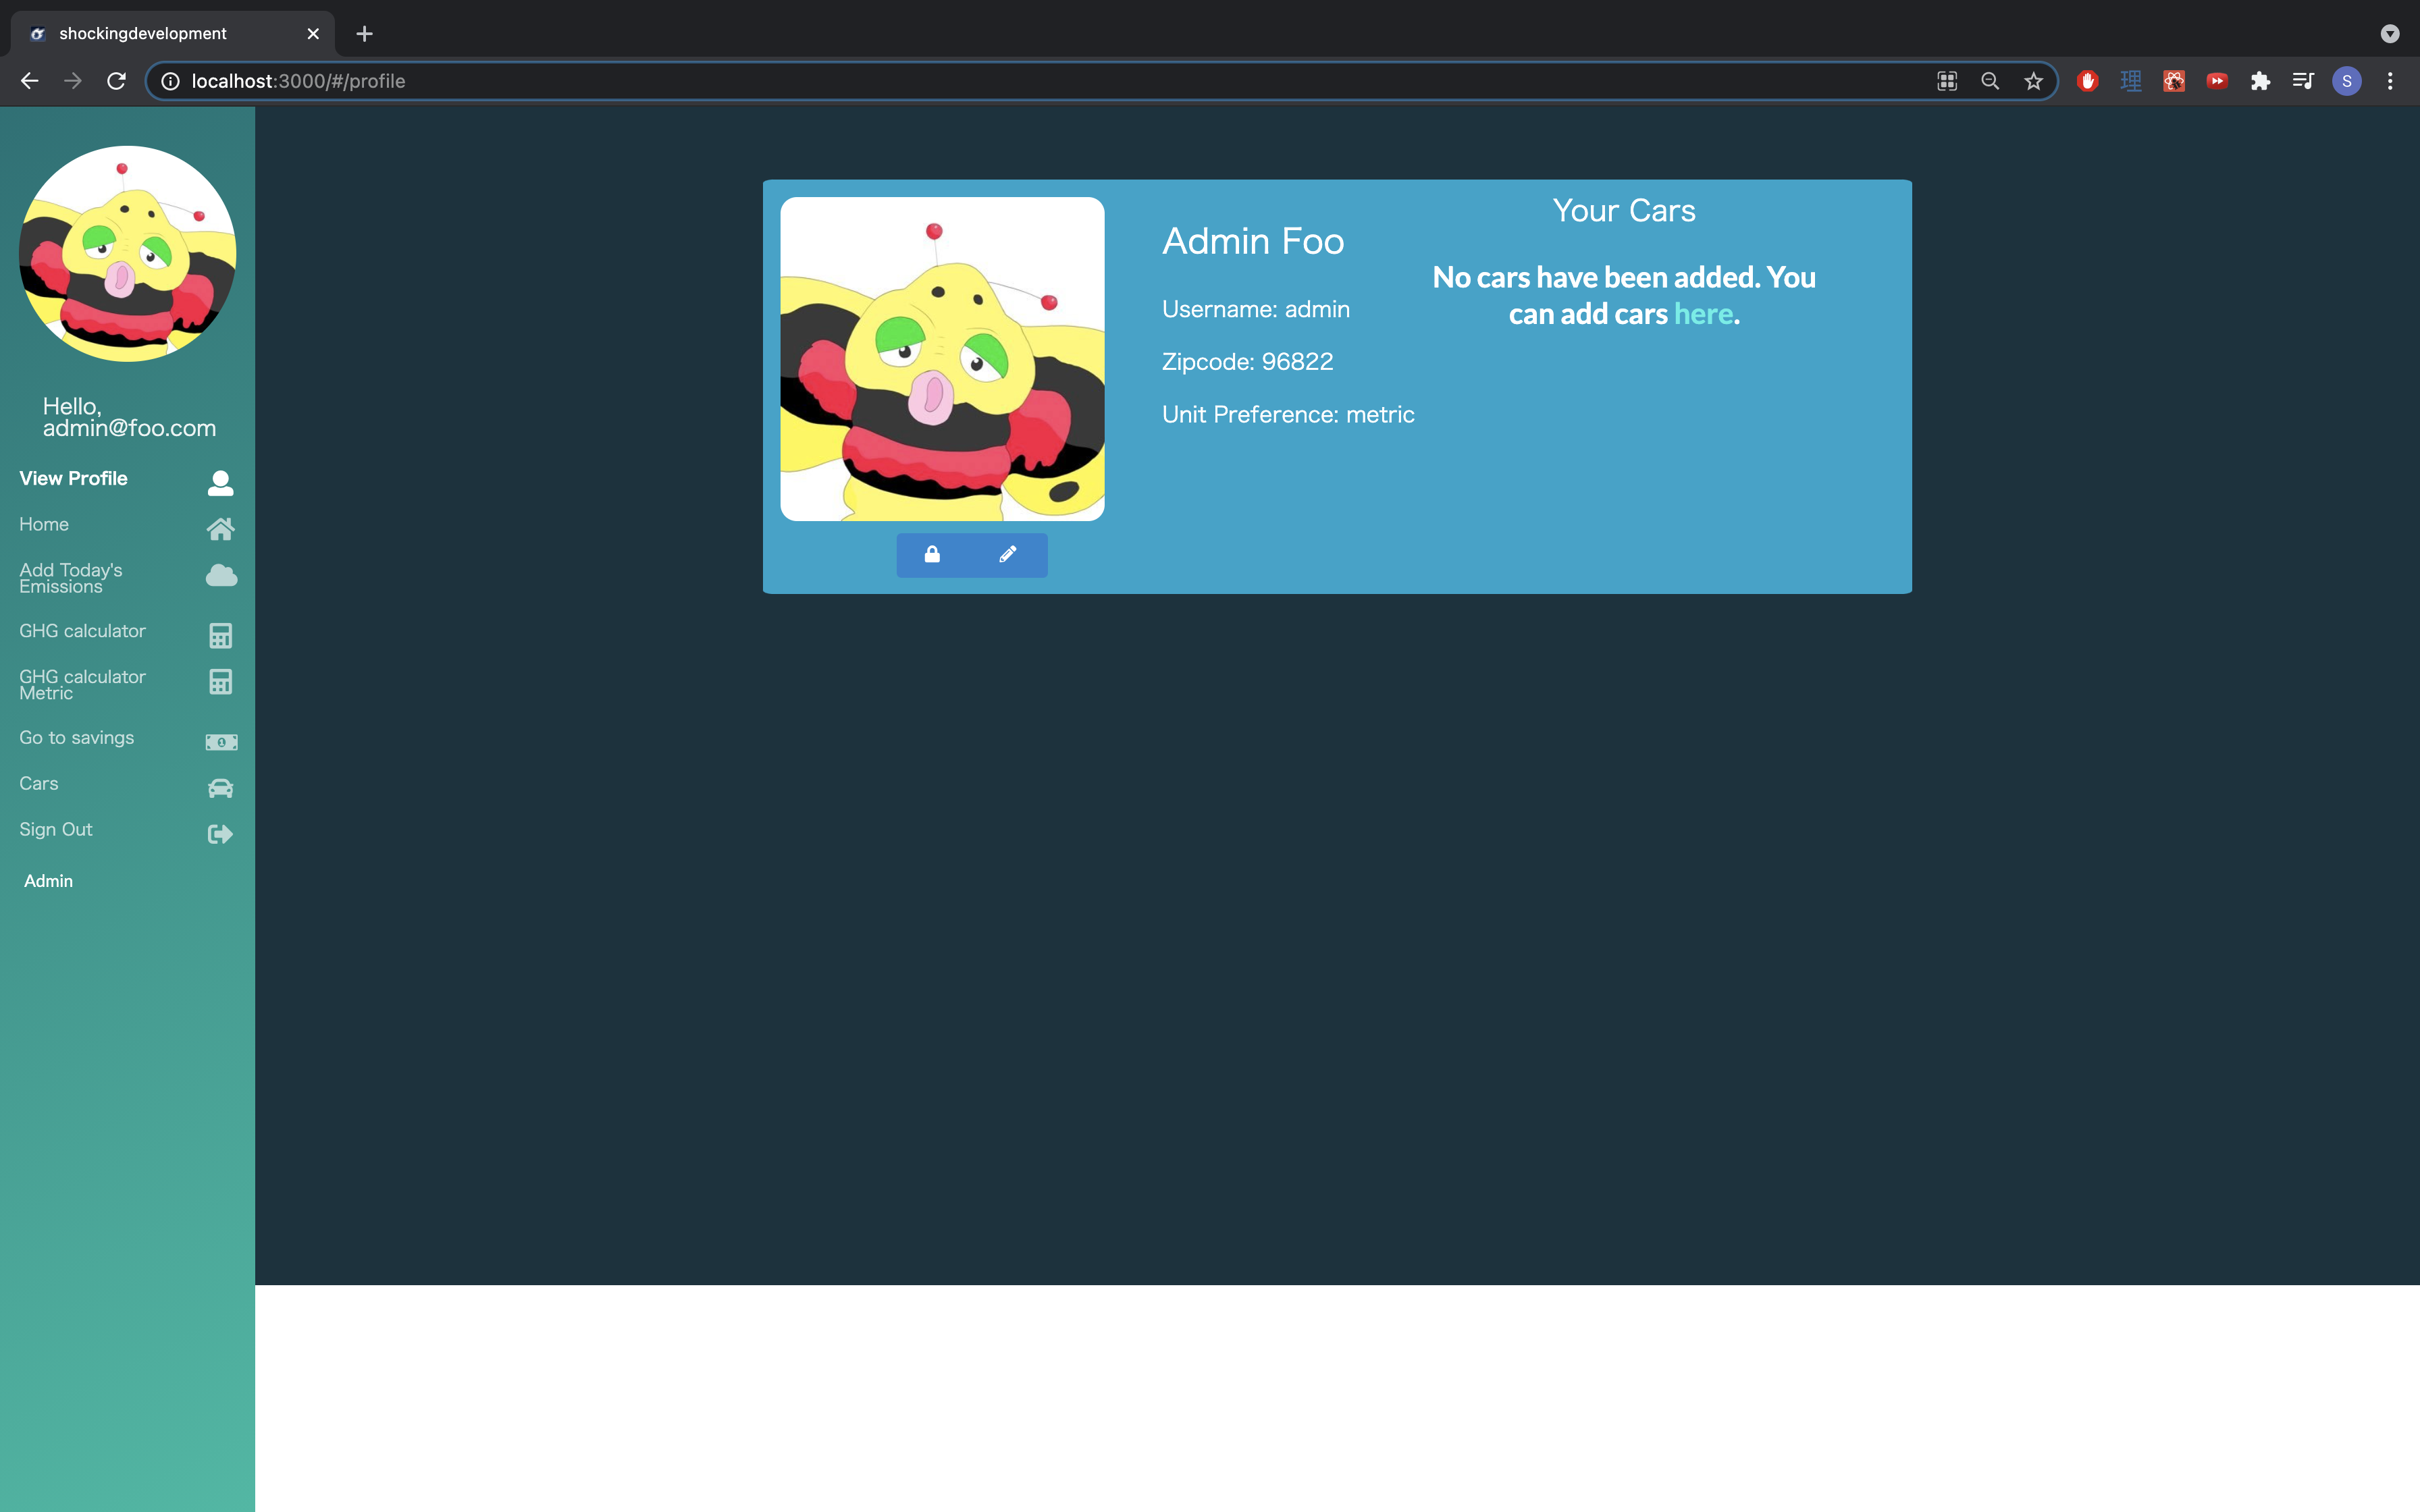 shockingdevelopment
localhost:3000/#/profile
S
Hello,
admin@foo.com
View Profile
Home
Add Today's
Emissions
GHG calculator
GHG calculator
Metric
Go to savings
1
Cars
Sign Out
Admin
Admin Foo
Username: admin
Zipcode: 96822
Unit Preference: metric
Your Cars
No cars have been added. You
can add cars here.